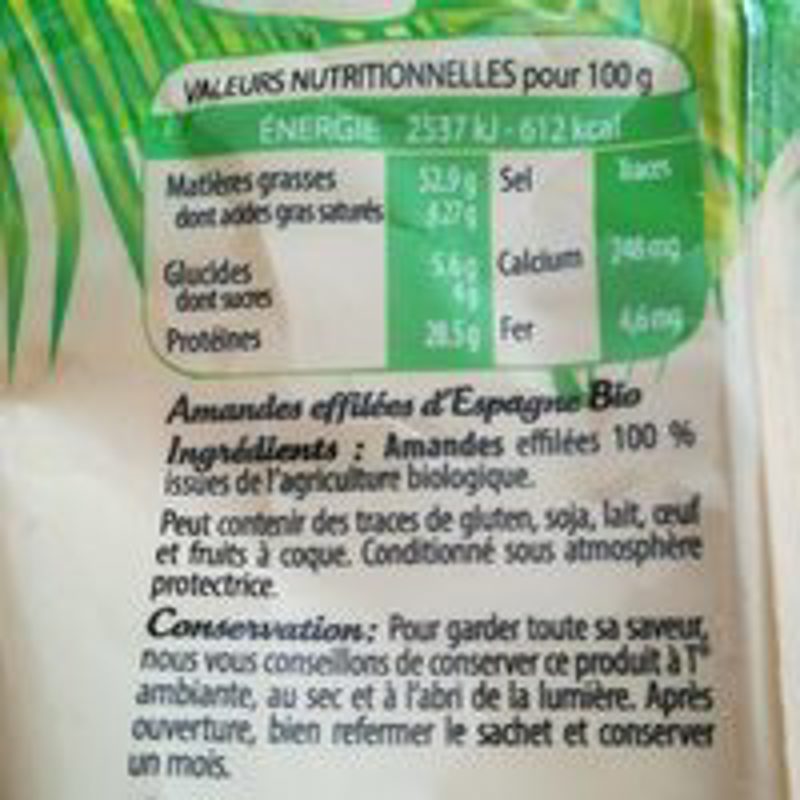 VALEURS NUTRITIONNELLES pour 100 g
ÉNERGIE 2537 kJ - 612 kcal
Matières grasses 52.9 g Sel Traces
dont acides gras saturés 4.27 g
Glucides 5.6 g Calcium 248 mg
dont sucres
Protéines 28.5 g Fer 4,6 mg
Amandes effilées d'Espagne Bio
Ingrédients : Amandes effilées 100 %
issues de l'agriculture biologique.
Peut contenir des traces de gluten, soja, lait, œuf
et fruits à coque. Conditionné sous atmosphère
protectrice.
Conservation : Pour garder toute sa saveur,
nous vous conseillons de conserver ce produit à T°
ambiante, au sec et à l'abri de la lumière. Après
ouverture, bien refermer le sachet et conserver
un mois.